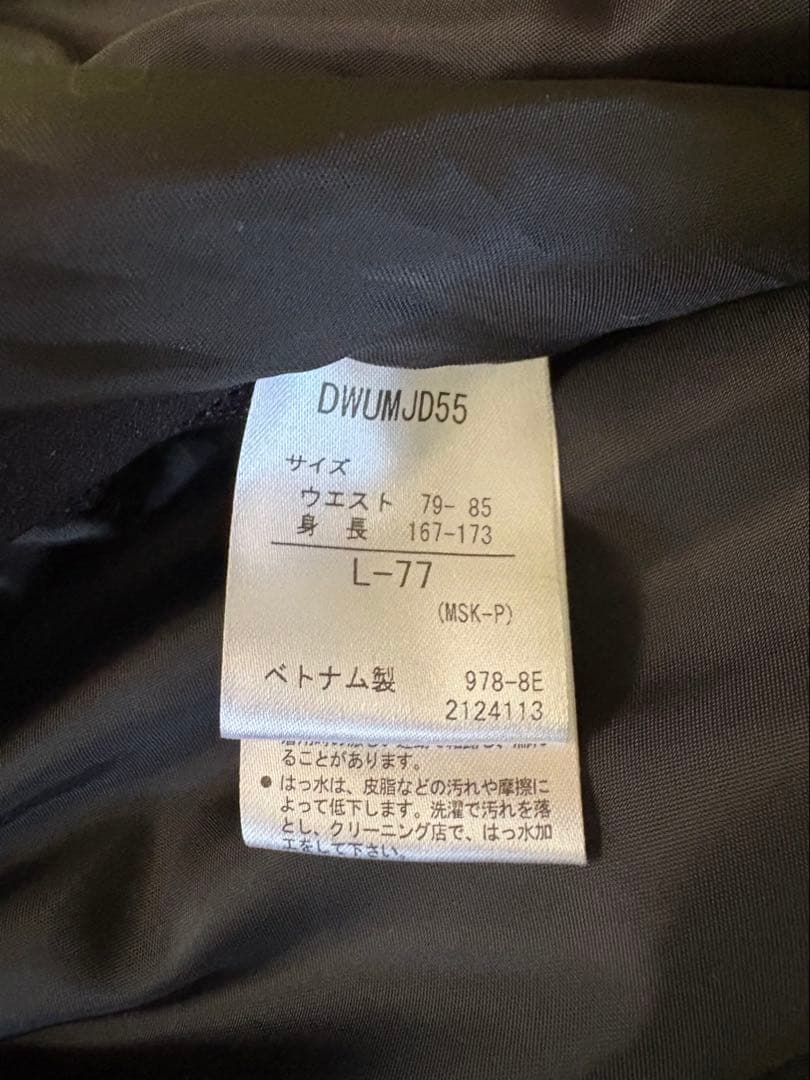 DWUMJD55
サイズ
ウエスト 79- 85
身 長 167-173
L-77
(MSK-P)
ベトナム製 978-8E
2124113
ることがあります。
● はっ水は、皮脂などの汚れや摩擦に
よって低下します。洗濯で汚れを落
とし、クリーニング店で、はっ水加
工をして下さい。